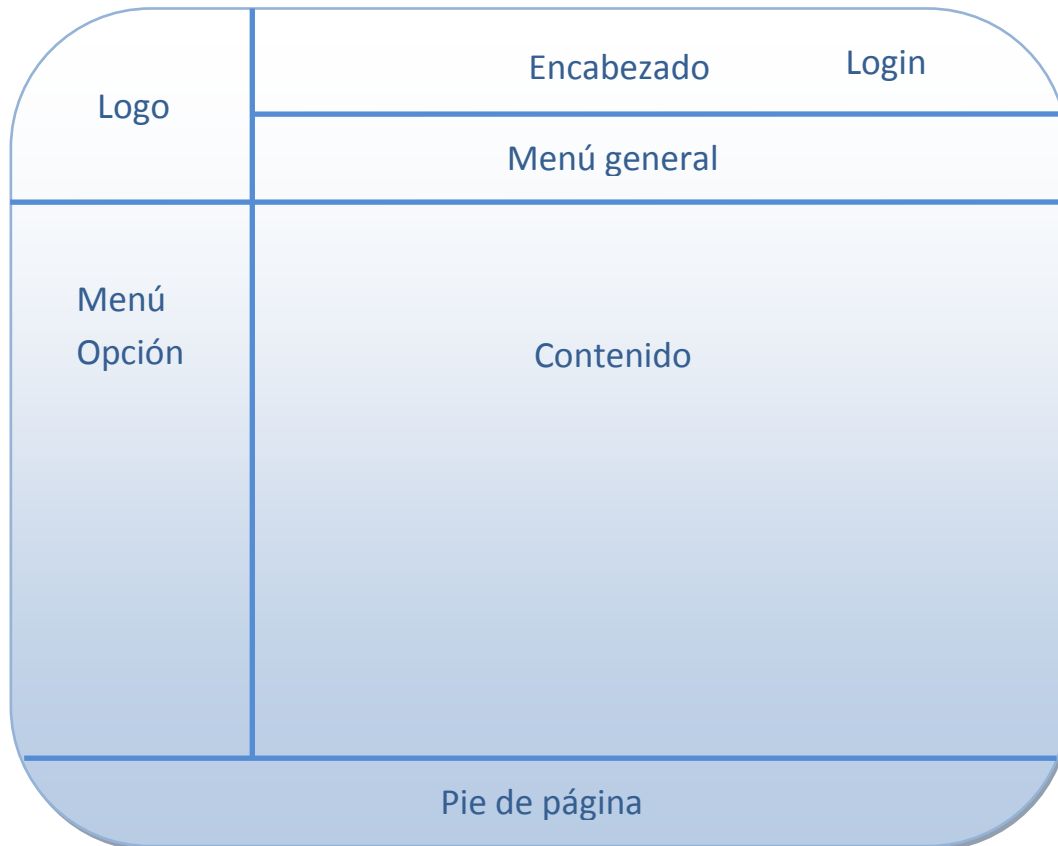 Logo
Encabezado
Login
Menú general
Menú
Opción
Contenido
Pie de página